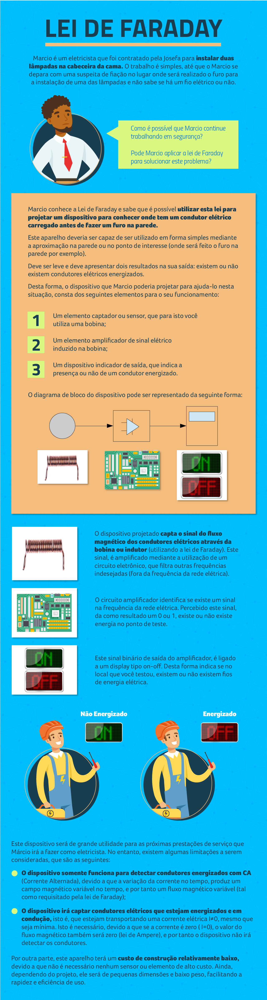 LEI DE FARADAY
Marcio é um eletricista que foi contratado pela Josefa para instalar duas
lâmpadas na cabeceira da cama. O trabalho é simples, até que o Marcio se
depara com uma suspeita de fiação no lugar onde será realizado o furo para
a instalação de uma das lâmpadas e não sabe se há um fio elétrico ou não.
Como é possível que Marcio continue
trabalhando em segurança?
Pode Marcio aplicar a lei de Faraday
para solucionar este problema?
Marcio conhece a Lei de Faraday e sabe que é possível utilizar esta lei para
projetar um dispositivo para conhecer onde tem um condutor elétrico
carregado antes de fazer um furo na parede.
Este aparelho deveria ser capaz de ser utilizado em forma simples mediante
a aproximação na parede ou no ponto de interesse (onde será feito o furo na
parede por exemplo).
Deve ser leve e deve apresentar dois resultados na sua saída: existem ou não
existem condutores elétricos energizados.
Desta forma, o dispositivo que Marcio poderia projetar para ajuda-lo nesta
situação, consta dos seguintes elementos para o seu funcionamento:
1
Um elemento captador ou sensor, que para isto você
utiliza uma bobina;
2
Um elemento amplificador de sinal elétrico
induzido na bobina;
3
Um dispositivo indicador de saída, que indica a
presença ou não de um condutor energizado.
O diagrama de bloco do dispositivo pode ser representado da seguinte forma:
ON
OFF
O dispositivo projetado capta o sinal do fluxo
magnético dos condutores elétricos através da
bobina ou indutor (utilizando a lei de Faraday). Este
sinal, é amplificado mediante a utilização de um
circuito eletrônico, que filtra outras frequências
indesejadas (fora da frequência da rede elétrica).
O circuito amplificador identifica se existe um sinal
na frequência da rede elétrica. Percebido este sinal,
da como resultado um 0 ou 1, existe ou não existe
energia no ponto de teste.
ON
OFF
Este sinal binário de saída do amplificador, é ligado
a um display tipo on-off. Desta forma indica se no
local que você testou, existem ou não existem fios
de energia elétrica.
Não Energizado
Energizado
ON
OFF
Este dispositivo será de grande utilidade para as próximas prestações de serviço que
Márcio irá a fazer como eletricista. No entanto, existem algumas limitações a serem
consideradas, que são as seguintes:
O dispositivo somente funciona para detectar condutores energizados com CA
(Corrente Alternada), devido a que a variação da corrente no tempo, produz um
campo magnético variável no tempo, e por tanto um fluxo magnético variável (tal
como requisitado pela lei de Faraday);
O dispositivo irá captar condutores elétricos que estejam energizados e em
condução, isto é, que estejam transportando uma corrente elétrica I≠0, mesmo que
seja mínima. Isto é necessário, devido a que se a corrente é zero ( I=0), o valor do
fluxo magnético também será zero (lei de Ampere), e por tanto o dispositivo não irá
detectar os condutores.
Por outra parte, este aparelho terá um custo de construção relativamente baixo,
devido a que não é necessário nenhum sensor ou elemento de alto custo. Ainda,
dependendo do projeto, ele será de pequenas dimensões e baixo peso, facilitando a
rapidez e eficiência de uso.